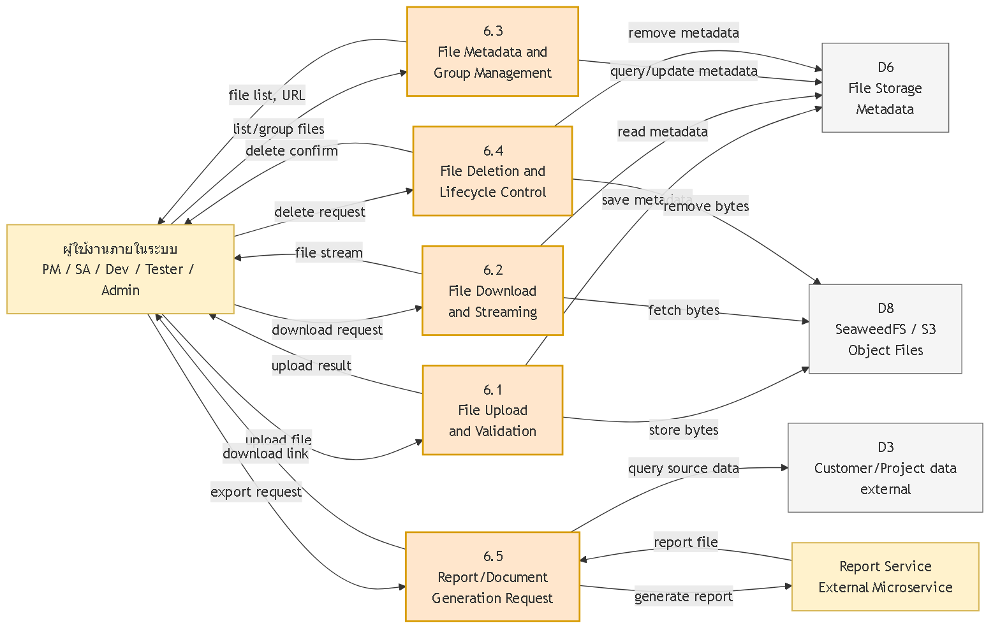 6.3
File Metadata and
Group Management
remove metadata
query/update metadata
D6
File Storage
Metadata
file list, URL
list/group files
delete confirm
6.4
File Deletion and
Lifecycle Control
read metadata
save metadata
remove bytes
delete request
ผู้ใช้งานภายในระบบ
PM / SA / Dev / Tester /
Admin
file stream
6.2
File Download
and Streaming
fetch bytes
D8
SeaweedFS / S3
Object Files
download request
upload result
6.1
File Upload
and Validation
store bytes
upload file
download link
export request
query source data
D3
Customer/Project data
external
report file
6.5
Report/Document
Generation Request
generate report
Report Service
External Microservice